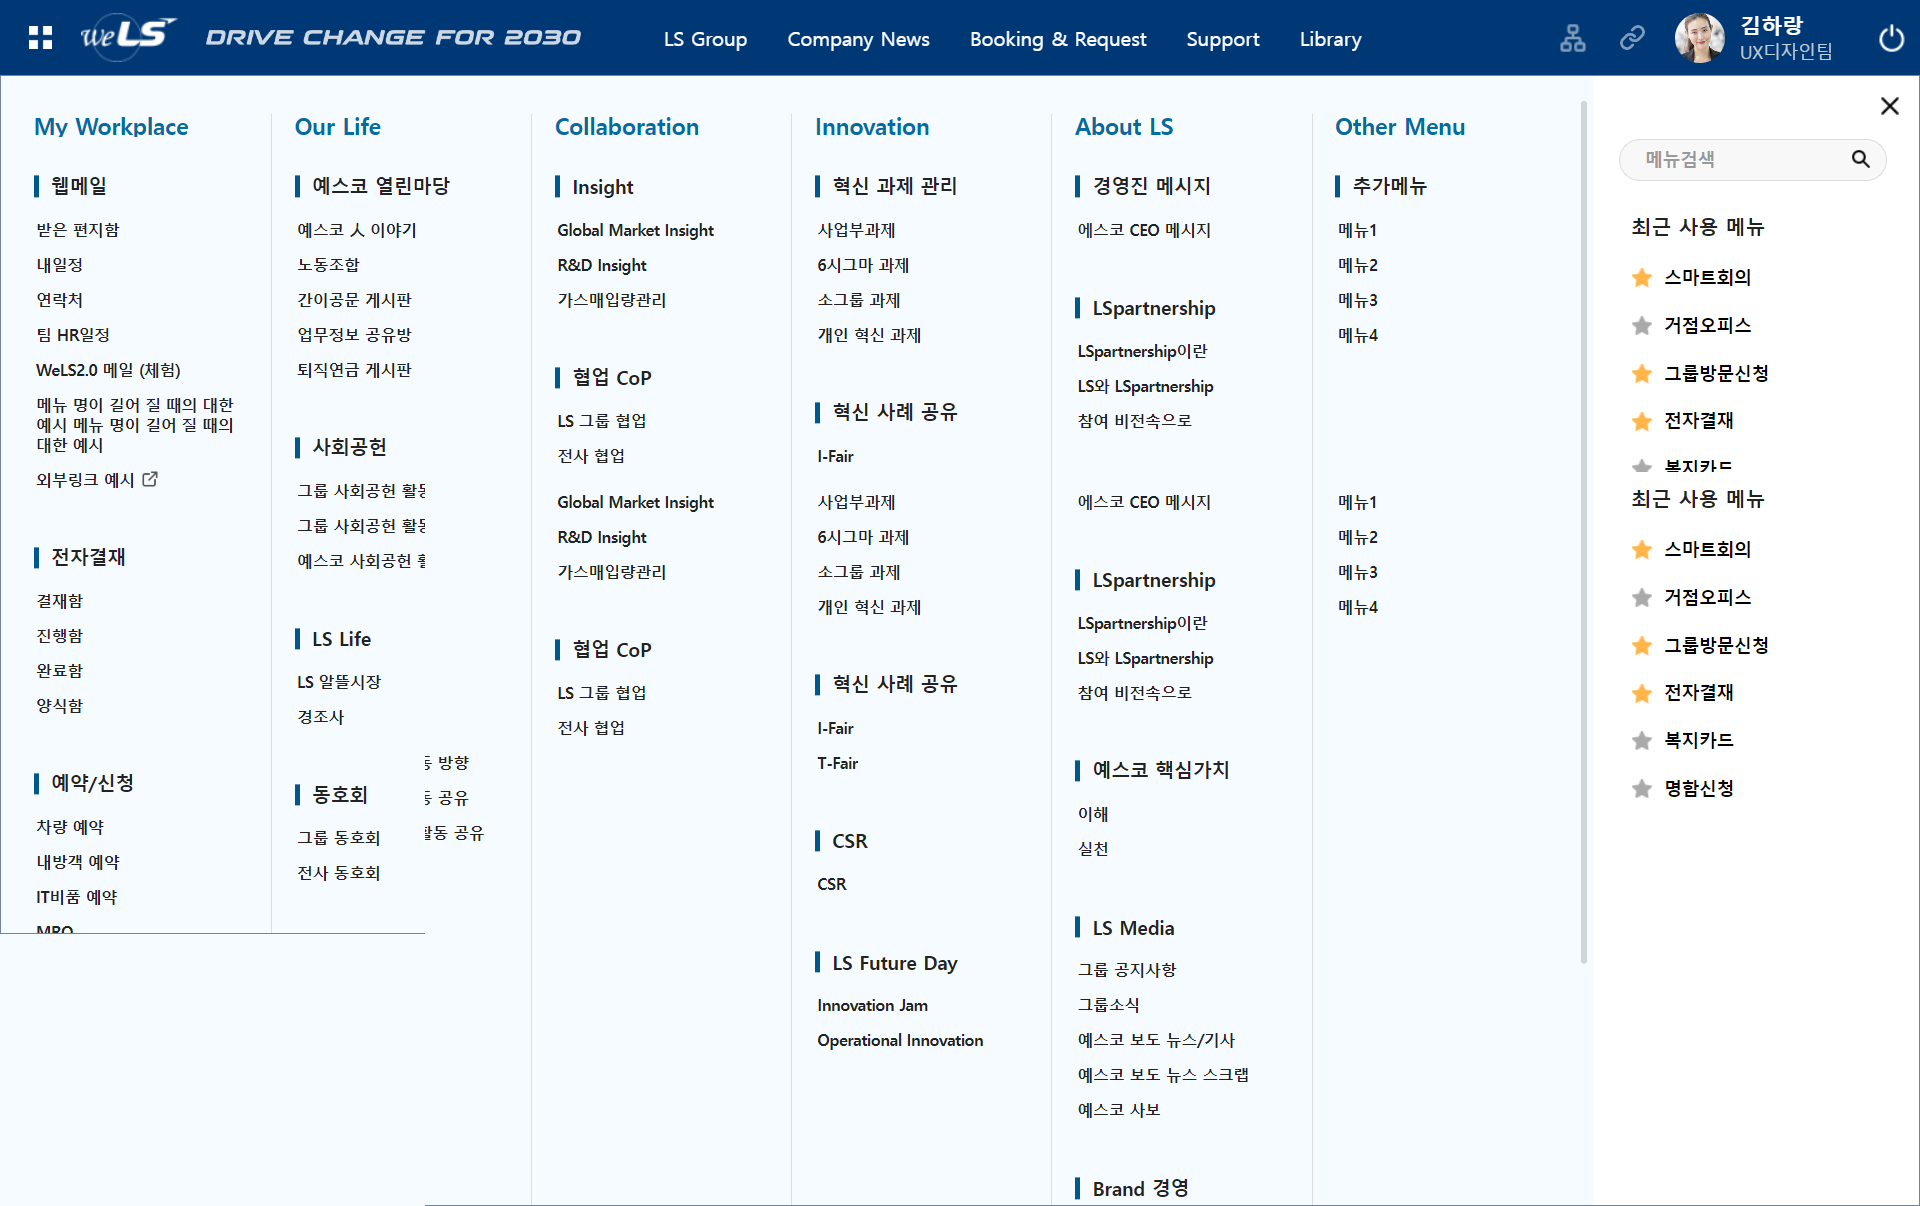 weLS DRIVE CHANGE FOR 2030
LS Group
Company News
Booking & Request
Support
Library
김하랑
UX디자인팀
My Workplace
웹메일
받은 편지함
내일정
연락처
팀 HR일정
WeLS2.0 메일 (체험)
메뉴 명이 길어 질 때의 대한
예시 메뉴 명이 길어 질 때의
대한 예시
외부링크 예시
전자결재
결재함
진행함
완료함
양식함
예약/신청
차량 예약
내방객 예약
IT비품 예약
MRO
Our Life
예스코 열린마당
예스코 人 이야기
노동조합
간이공문 게시판
업무정보 공유방
퇴직연금 게시판
사회공헌
그룹 사회공헌 활동
그룹 사회공헌 활동
예스코 사회공헌
LS Life
LS 알뜰시장
경조사
방향
공유
동호회
활동 공유
그룹 동호회
전사 동호회
Collaboration
Insight
Global Market Insight
R&D Insight
가스매입량관리
협업 CoP
LS 그룹 협업
전사 협업
Global Market Insight
R&D Insight
가스매입량관리
협업 CoP
LS 그룹 협업
전사 협업
Innovation
혁신 과제 관리
사업부과제
6시그마 과제
소그룹 과제
개인 혁신 과제
혁신 사례 공유
I-Fair
사업부과제
6시그마 과제
소그룹 과제
개인 혁신 과제
혁신 사례 공유
I-Fair
T-Fair
CSR
CSR
LS Future Day
Innovation Jam
Operational Innovation
About LS
경영진 메시지
에스코 CEO 메시지
LSpartnership
LSpartnership이란
LS와 LSpartnership
참여 비전속으로
에스코 CEO 메시지
LSpartnership
LSpartnership이란
LS와 LSpartnership
참여 비전속으로
예스코 핵심가치
이해
실천
LS Media
그룹 공지사항
그룹소식
예스코 보도 뉴스/기사
예스코 보도 뉴스 스크랩
예스코 사보
Brand 경영
Other Menu
추가메뉴
메뉴1
메뉴2
메뉴3
메뉴4
메뉴1
메뉴2
메뉴3
메뉴4
메뉴검색
최근 사용 메뉴
스마트회의
거점오피스
그룹방문신청
전자결재
복지카드
최근 사용 메뉴
스마트회의
거점오피스
그룹방문신청
전자결재
복지카드
명함신청